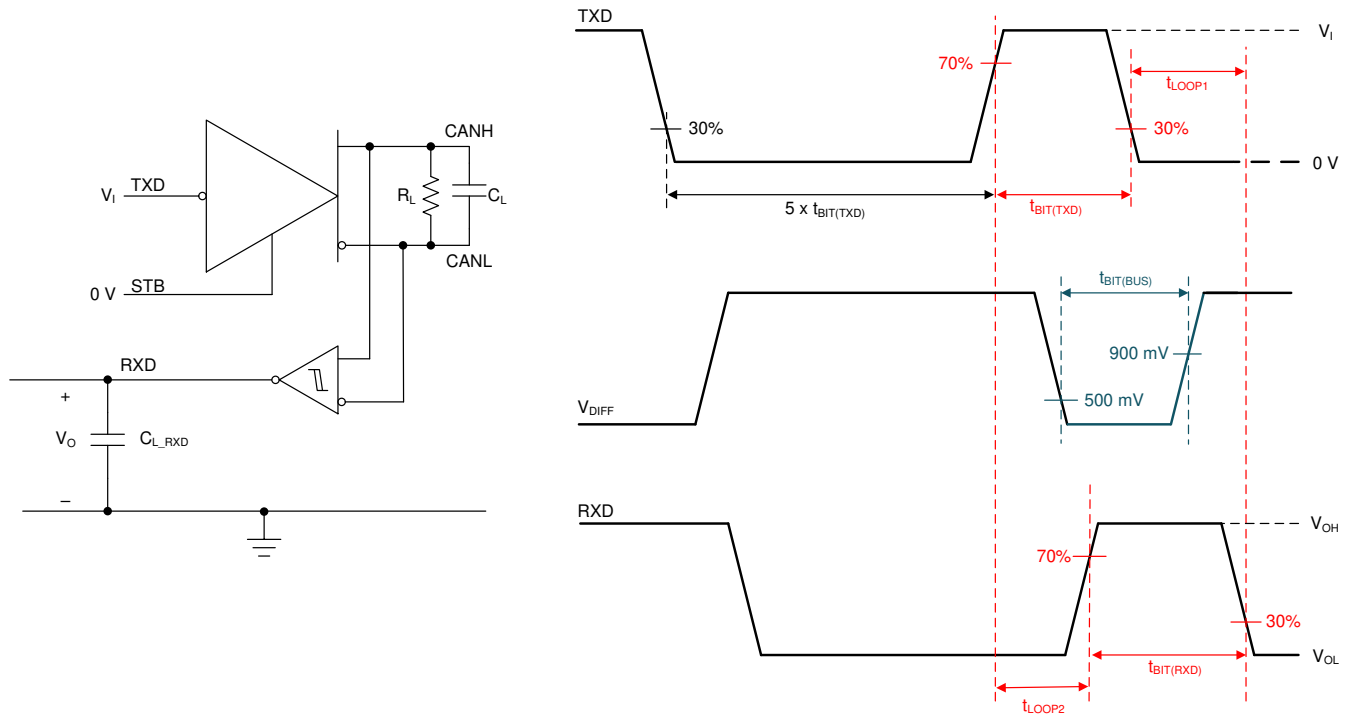 CANH
TXD
V_I
R_L
C_L
CANL
STB
0 V
RXD
+
V_O
C_L_RXD
–
TXD
V_I
70%
t_LOOP1
30%
30%
0 V
5 x t_BIT(TXD)
t_BIT(TXD)
t_BIT(BUS)
900 mV
500 mV
V_DIFF
RXD
V_OH
70%
30%
V_OL
t_BIT(RXD)
t_LOOP2